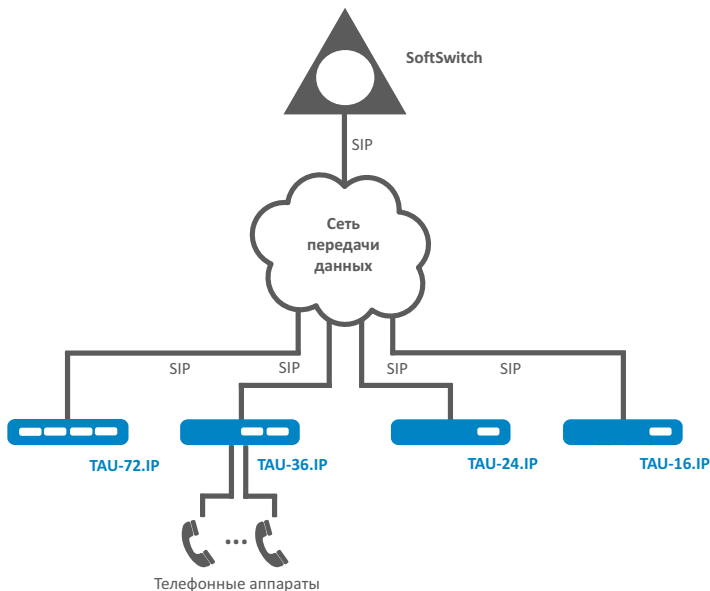 SoftSwitch
SIP
Сеть
передачи
данных
SIP
SIP
SIP
SIP
TAU-72.IP
TAU-36.IP
TAU-24.IP
TAU-16.IP
Телефонные аппараты